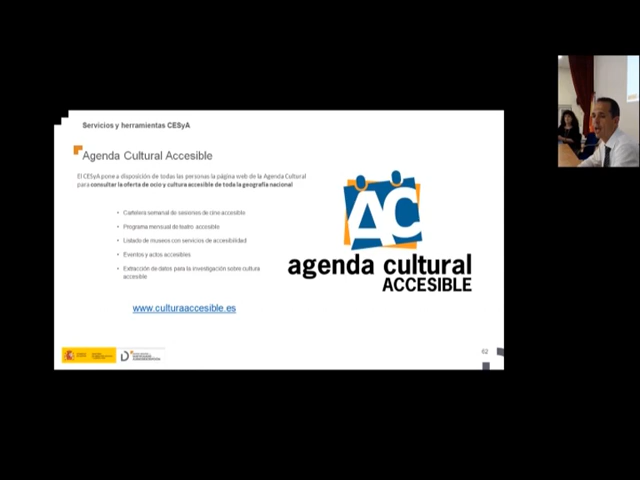 Servicios y herramientas CESyA
Agenda Cultural Accesible
El CESyA pone a disposición de todas las personas la página web de la Agenda Cultural
para consultar la oferta de ocio y cultura accesible de toda la geografía nacional
• Cartelera semanal de sesiones de cine accesible
• Programa mensual de teatro accesible
• Listado de museos con servicios de accesibilidad
• Eventos y actos accesibles
• Extracción de datos para la investigación sobre cultura
accesible
www.culturaaccesible.es
AC
agenda cultural
ACCESIBLE
62